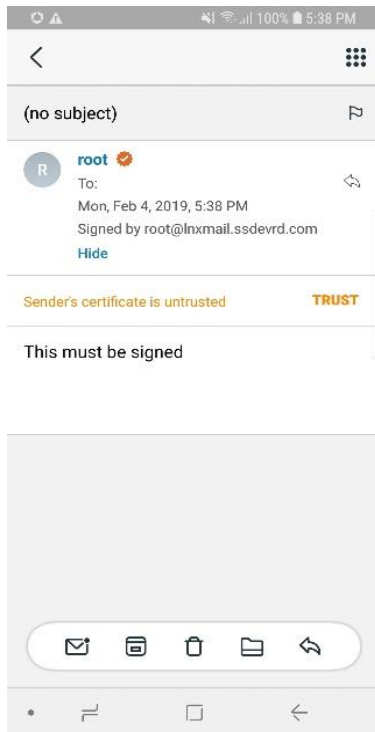 100% 5:38 PM
(no subject)
R
root
To:
Mon, Feb 4, 2019, 5:38 PM
Signed by root@lnxmail.ssdevrd.com
Hide
Sender's certificate is untrusted TRUST
This must be signed